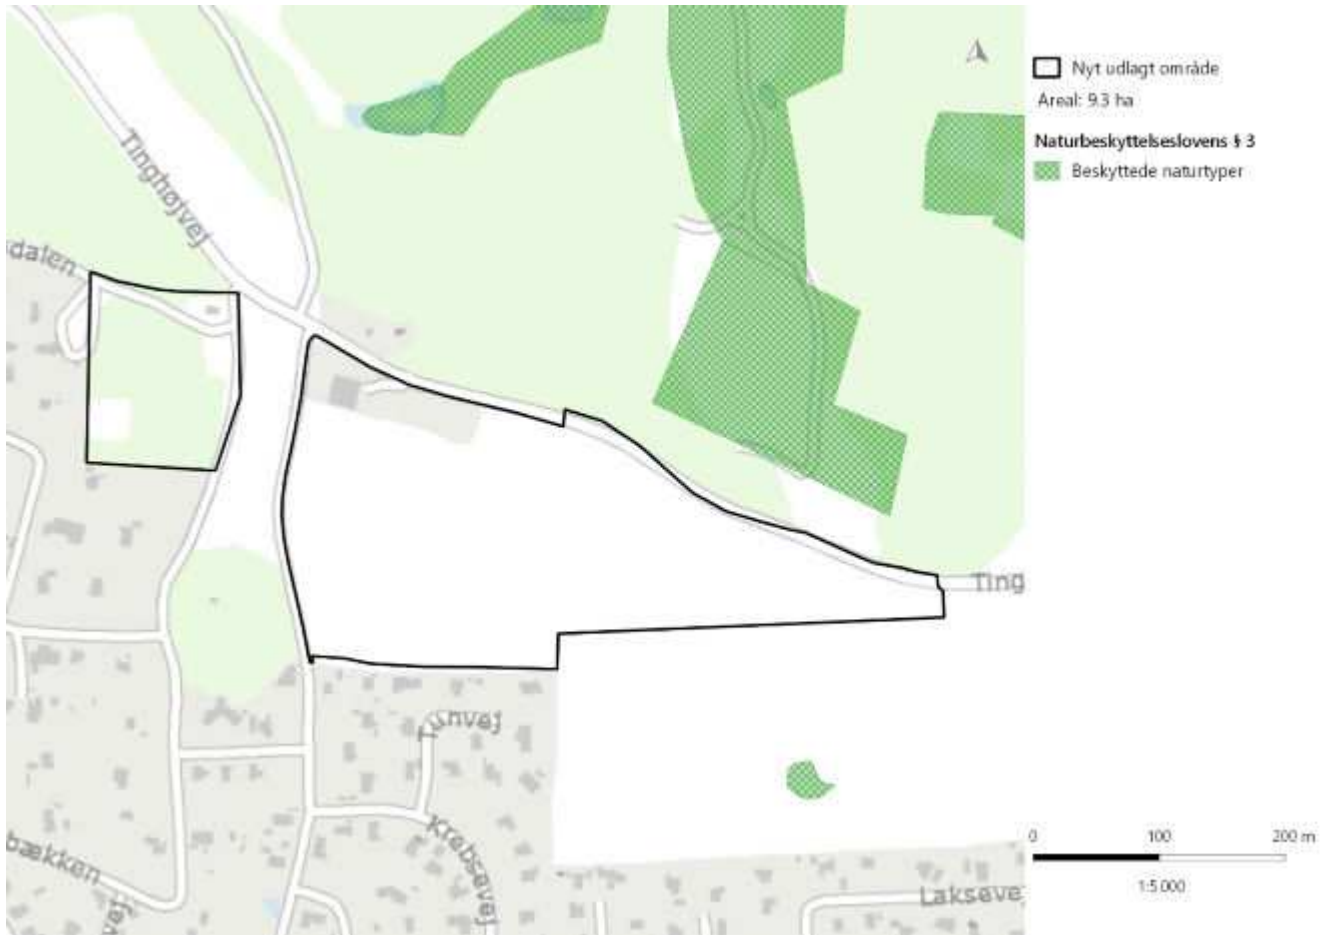 Nyt udlagt område
Areal: 9.3 ha
Naturbeskyttelseslovens § 3
Beskyttede naturtyper
Tinghøjvej
dalen
Ting
Tunvej
Krebsevej
bækken
vej
Lakseve
0 100 200 m
1:5 000